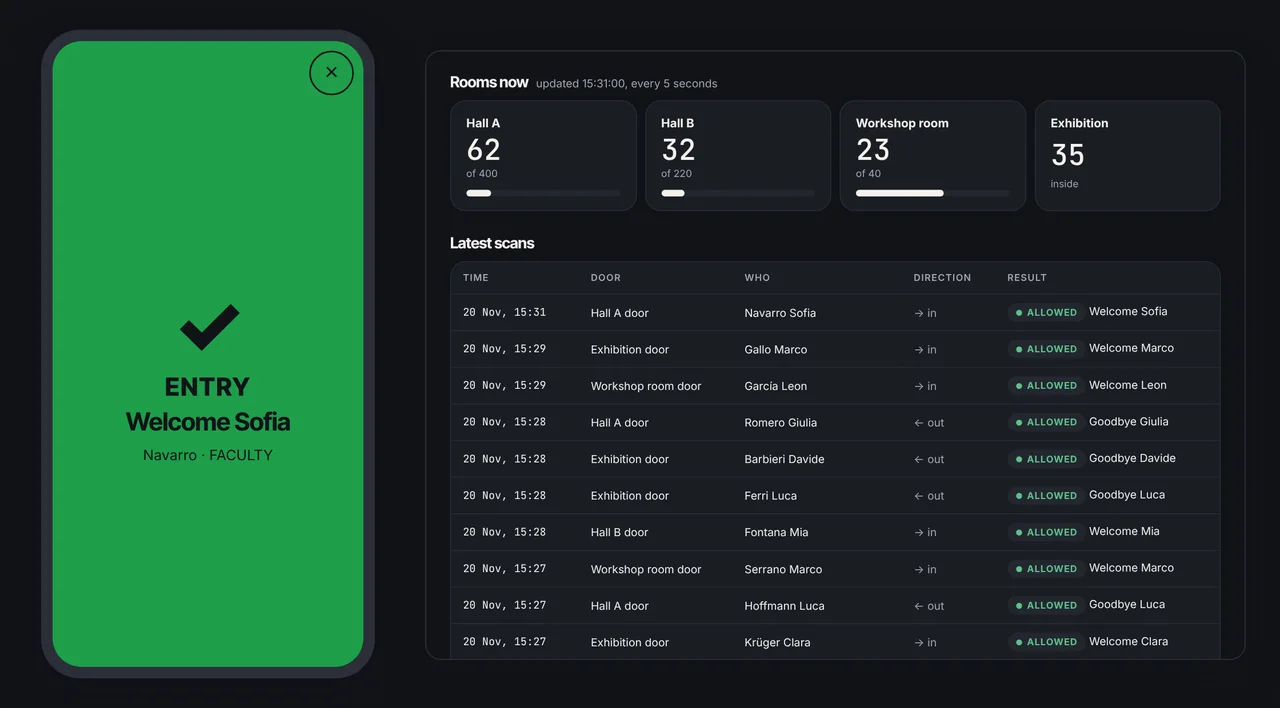 ×
ENTRY
Welcome Sofia
Navarro · FACULTY
Rooms now updated 15:31:00, every 5 seconds
Hall A
62
of 400
Hall B
32
of 220
Workshop room
23
of 40
Exhibition
35
inside
Latest scans
TIME DOOR WHO DIRECTION RESULT
20 Nov, 15:31 Hall A door Navarro Sofia → in ALLOWED Welcome Sofia
20 Nov, 15:29 Exhibition door Gallo Marco → in ALLOWED Welcome Marco
20 Nov, 15:29 Workshop room door García Leon → in ALLOWED Welcome Leon
20 Nov, 15:28 Hall A door Romero Giulia ← out ALLOWED Goodbye Giulia
20 Nov, 15:28 Exhibition door Barbieri Davide ← out ALLOWED Goodbye Davide
20 Nov, 15:28 Exhibition door Ferri Luca ← out ALLOWED Goodbye Luca
20 Nov, 15:28 Hall B door Fontana Mia → in ALLOWED Welcome Mia
20 Nov, 15:27 Workshop room door Serrano Marco → in ALLOWED Welcome Marco
20 Nov, 15:27 Hall A door Hoffmann Luca ← out ALLOWED Goodbye Luca
20 Nov, 15:27 Exhibition door Krüger Clara → in ALLOWED Welcome Clara